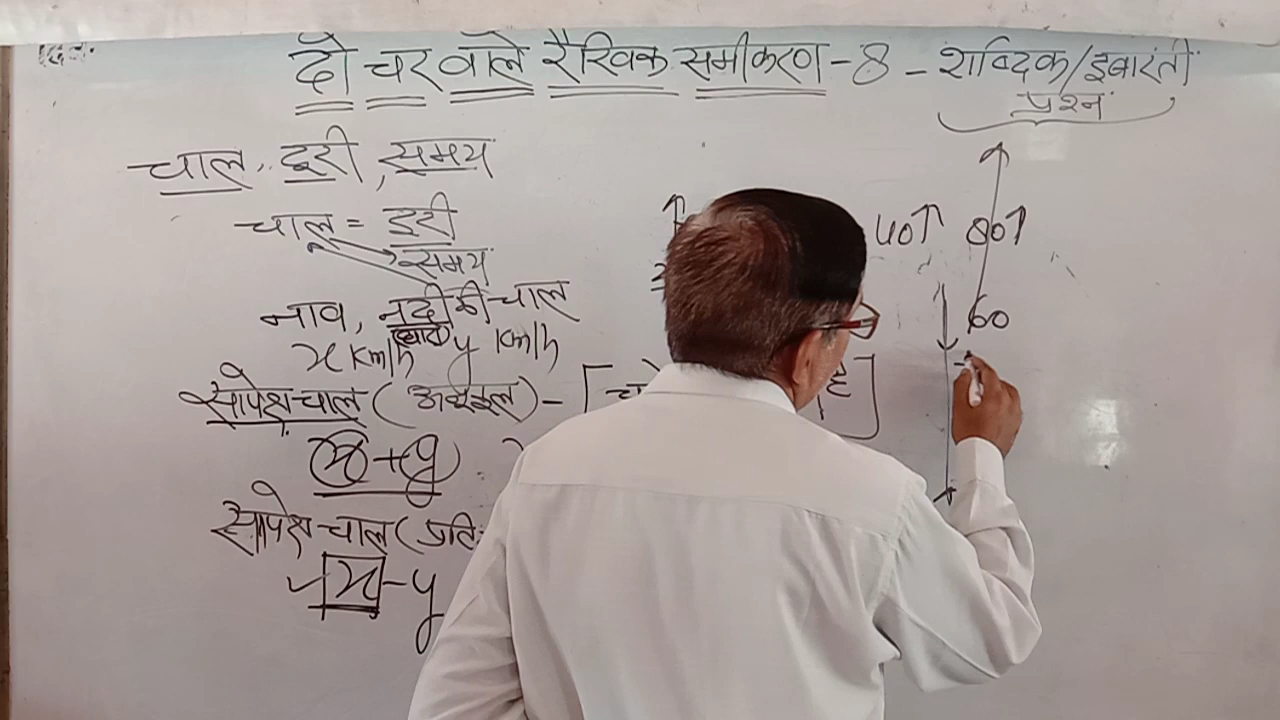 दो चर वाले रैखिक समीकरण - 8 - शाब्दिक/इबारती
प्रश्न
चाल, दूरी, समय
चाल = दूरी
समय
40↑ 80↑
नाव, नदी की चाल
60
x Km/h धारा y Km/h
सापेक्ष चाल (अनुकूल) - [
x + y
सापेक्ष चाल (प्रति
x - y